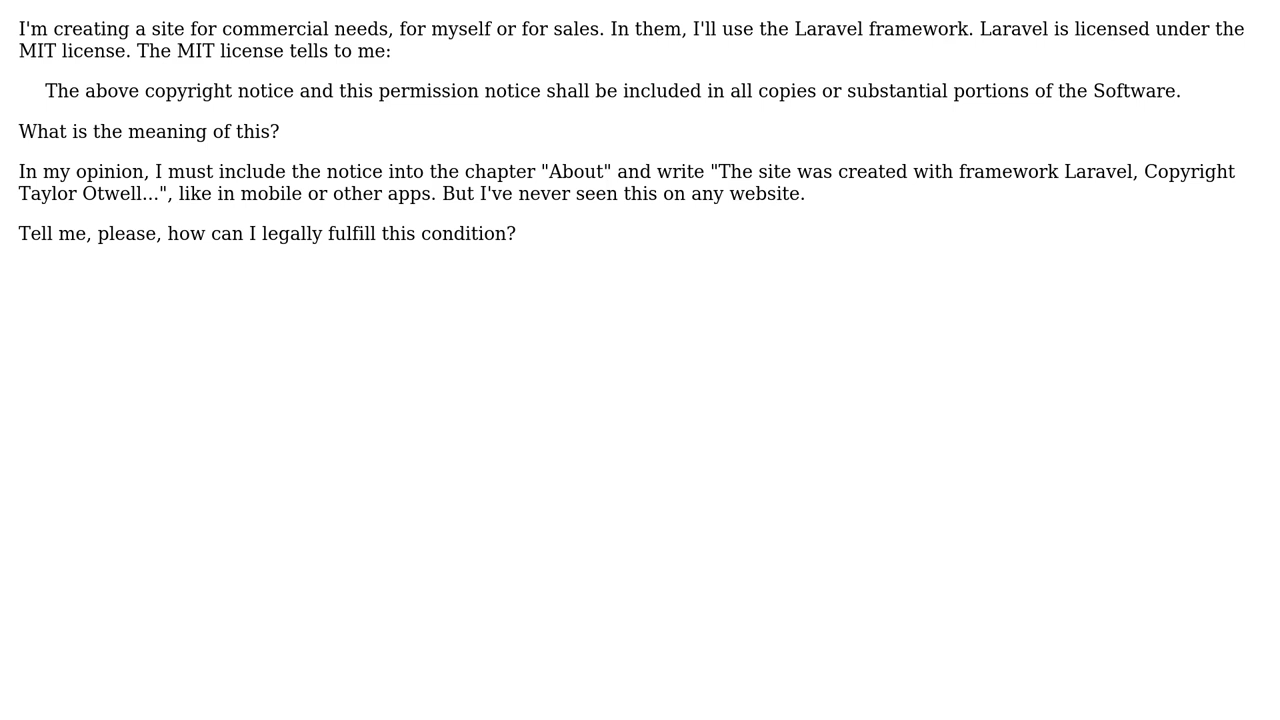 I'm creating a site for commercial needs, for myself or for sales. In them, I'll use the Laravel framework. Laravel is licensed under the
MIT license. The MIT license tells to me:
The above copyright notice and this permission notice shall be included in all copies or substantial portions of the Software.
What is the meaning of this?
In my opinion, I must include the notice into the chapter "About" and write "The site was created with framework Laravel, Copyright
Taylor Otwell...", like in mobile or other apps. But I've never seen this on any website.
Tell me, please, how can I legally fulfill this condition?